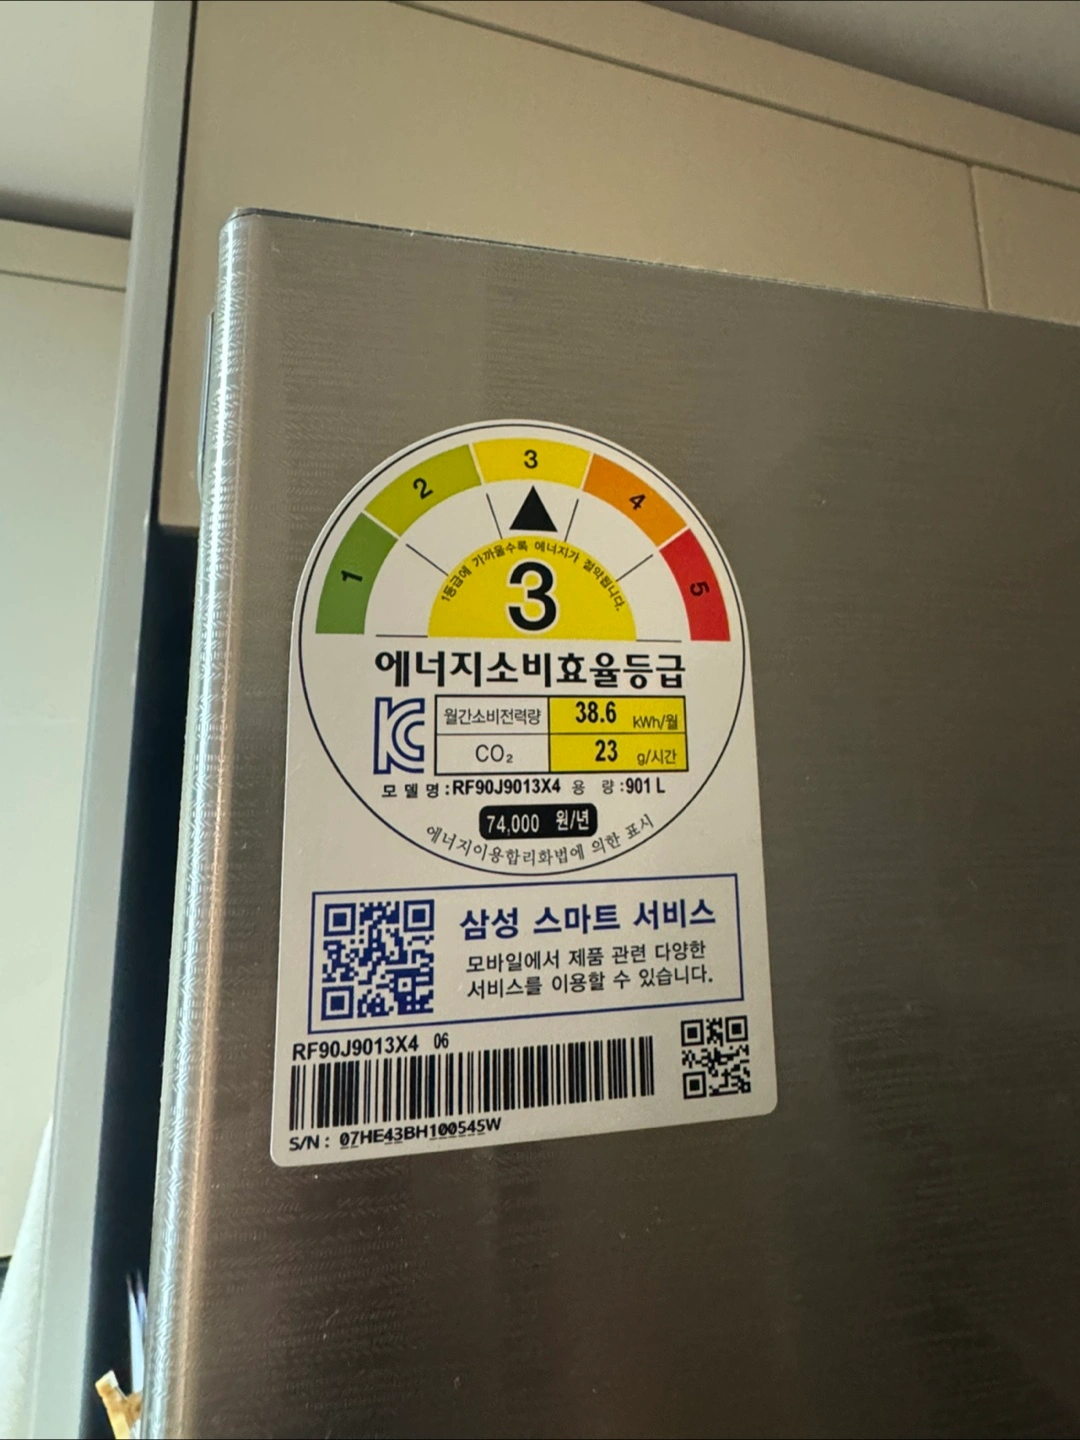 1
2
3
4
5
1등급에 가까울수록 에너지가 절약됩니다.
3
에너지소비효율등급
월간소비전력량 38.6 kWh/월
CO₂ 23 g/시간
모 델 명 : RF90J9013X4 용 량 : 901 L
74,000 원/년
에너지이용합리화법에 의한 표시
삼성 스마트 서비스
모바일에서 제품 관련 다양한
서비스를 이용할 수 있습니다.
RF90J9013X4 06
S/N : 07HE43BH100545W